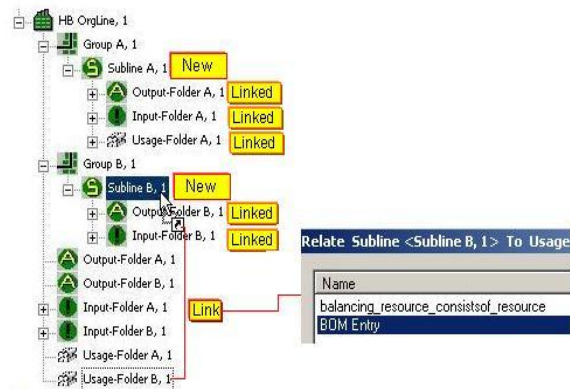 HB OrgLine, 1
Group A, 1
Subline A, 1 New
Output-Folder A, 1 Linked
Input-Folder A, 1 Linked
Usage-Folder A, 1 Linked
Group B, 1
Subline B, 1 New
Output-Folder B, 1 Linked
Input-Folder B, 1 Linked
Output-Folder A, 1
Output-Folder B, 1
Input-Folder A, 1
Input-Folder B, 1
Usage-Folder A, 1
Usage-Folder B, 1
Link
Relate Subline <Subline B, 1> To Usage
Name
balancing_resource_consistsof_resource
BOM Entry